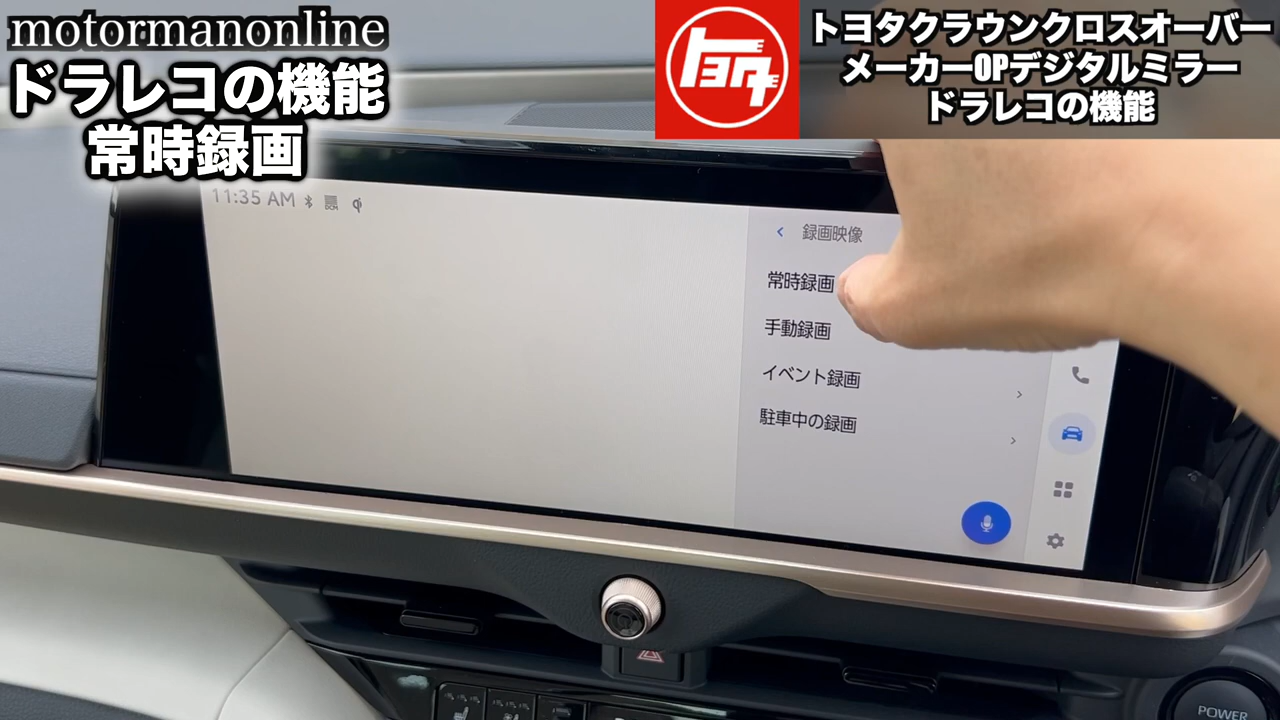 motormanonline
ドラレコの機能
常時録画
トヨタ
トヨタクラウンクロスオーバー
メーカーOPデジタルミラー
ドラレコの機能
11:35 AM
録画映像
常時録画
手動録画
イベント録画
駐車中の録画
POWER